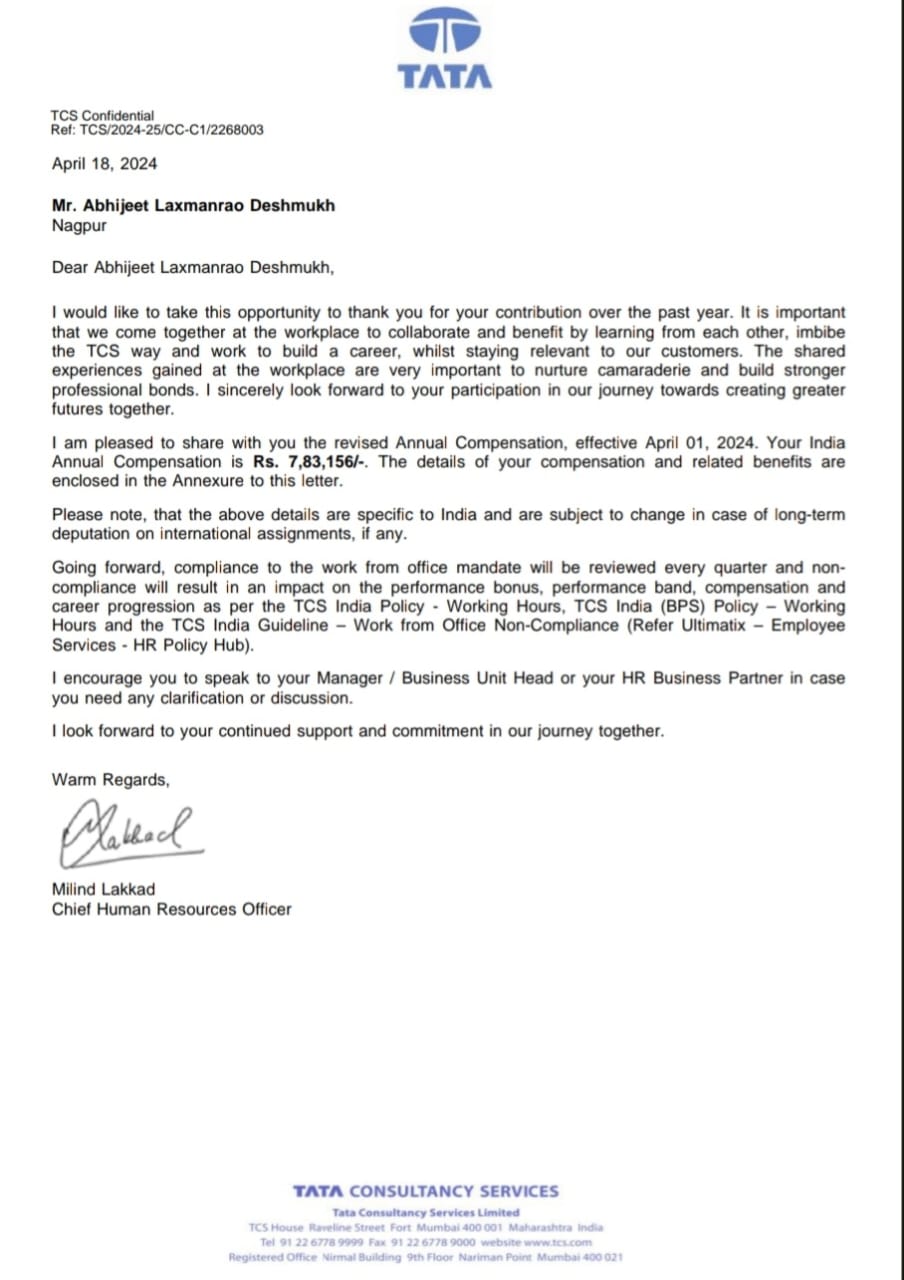 TATA
TCS Confidential
Ref: TCS/2024-25/CC-C1/2268003
April 18, 2024
Mr. Abhijeet Laxmanrao Deshmukh
Nagpur
Dear Abhijeet Laxmanrao Deshmukh,
I would like to take this opportunity to thank you for your contribution over the past year. It is important
that we come together at the workplace to collaborate and benefit by learning from each other, imbibe
the TCS way and work to build a career, whilst staying relevant to our customers. The shared
experiences gained at the workplace are very important to nurture camaraderie and build stronger
professional bonds. I sincerely look forward to your participation in our journey towards creating greater
futures together.
I am pleased to share with you the revised Annual Compensation, effective April 01, 2024. Your India
Annual Compensation is Rs. 7,83,156/-. The details of your compensation and related benefits are
enclosed in the Annexure to this letter.
Please note, that the above details are specific to India and are subject to change in case of long-term
deputation on international assignments, if any.
Going forward, compliance to the work from office mandate will be reviewed every quarter and non-
compliance will result in an impact on the performance bonus, performance band, compensation and
career progression as per the TCS India Policy - Working Hours, TCS India (BPS) Policy – Working
Hours and the TCS India Guideline – Work from Office Non-Compliance (Refer Ultimatix – Employee
Services - HR Policy Hub).
I encourage you to speak to your Manager / Business Unit Head or your HR Business Partner in case
you need any clarification or discussion.
I look forward to your continued support and commitment in our journey together.
Warm Regards,
Mlakkad
Milind Lakkad
Chief Human Resources Officer
TATA CONSULTANCY SERVICES
Tata Consultancy Services Limited
TCS House Raveline Street Fort Mumbai 400 001 Maharashtra India
Tel 91 22 6778 9999 Fax 91 22 6778 9000 website www.tcs.com
Registered Office Nirmal Building 9th Floor Nariman Point Mumbai 400 021